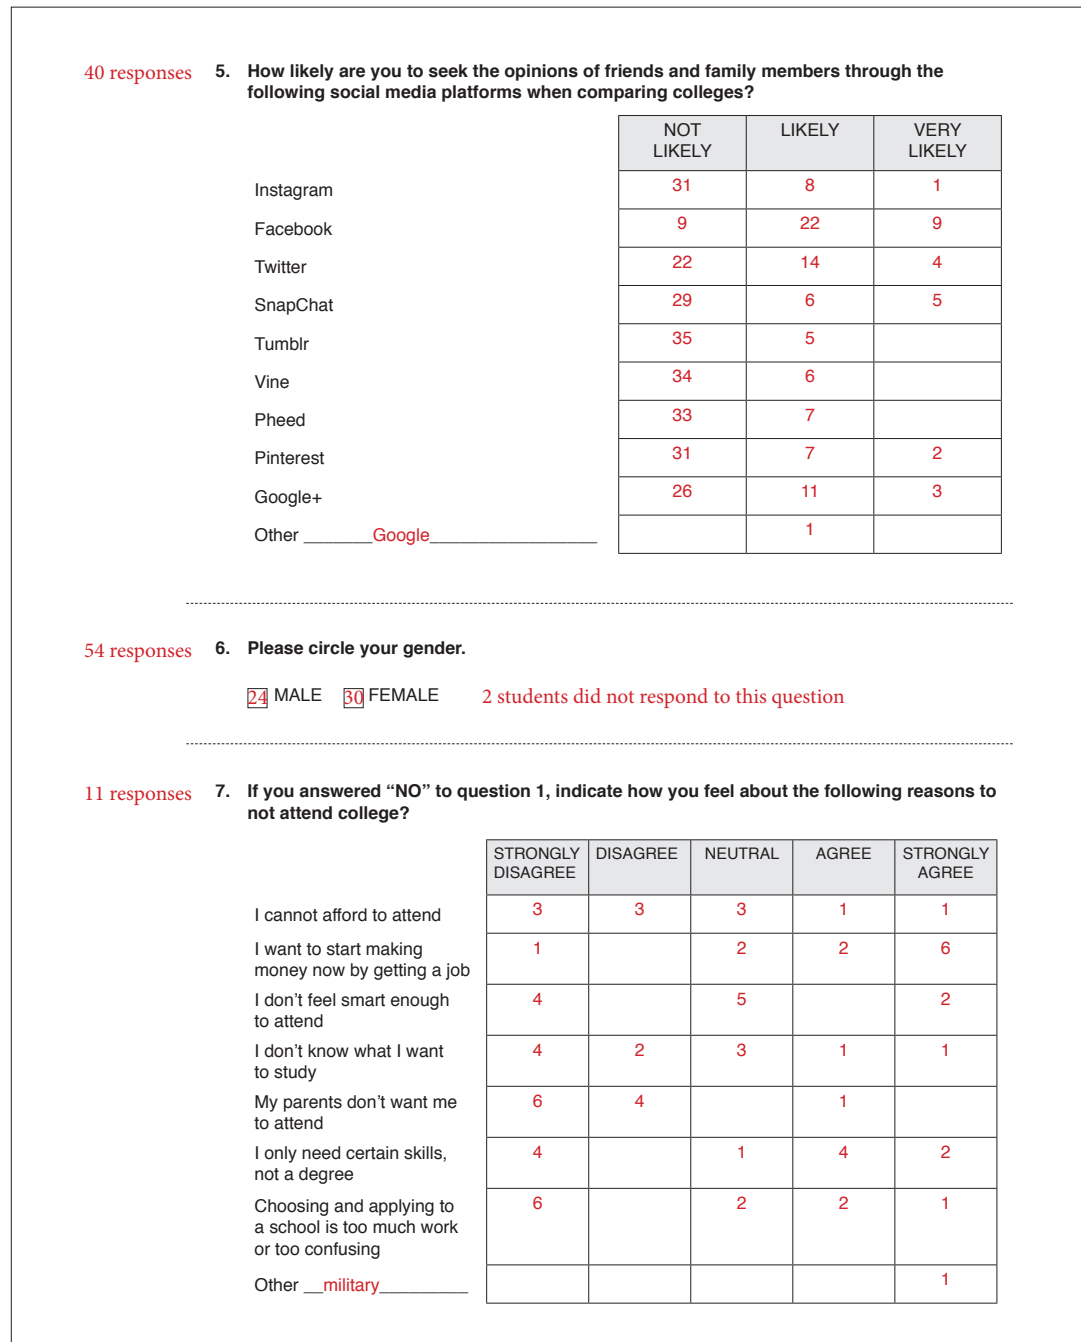 40 responses 5. How likely are you to seek the opinions of friends and family members through the
following social media platforms when comparing colleges?
NOT LIKELY LIKELY VERY LIKELY
Instagram 31 8 1
Facebook 9 22 9
Twitter 22 14 4
SnapChat 29 6 5
Tumblr 35 5
Vine 34 6
Pheed 33 7
Pinterest 31 7 2
Google+ 26 11 3
Other _______Google_________________ 1
54 responses 6. Please circle your gender.
24 MALE 30 FEMALE 2 students did not respond to this question
11 responses 7. If you answered “NO” to question 1, indicate how you feel about the following reasons to
not attend college?
STRONGLY DISAGREE DISAGREE NEUTRAL AGREE STRONGLY AGREE
I cannot afford to attend 3 3 3 1 1
I want to start making 1 2 2 6
money now by getting a job
I don’t feel smart enough 4 5 2
to attend
I don’t know what I want 4 2 3 1 1
to study
My parents don’t want me 6 4 1
to attend
I only need certain skills, 4 1 4 2
not a degree
Choosing and applying to 6 2 2 1
a school is too much work
or too confusing
Other __military_________ 1